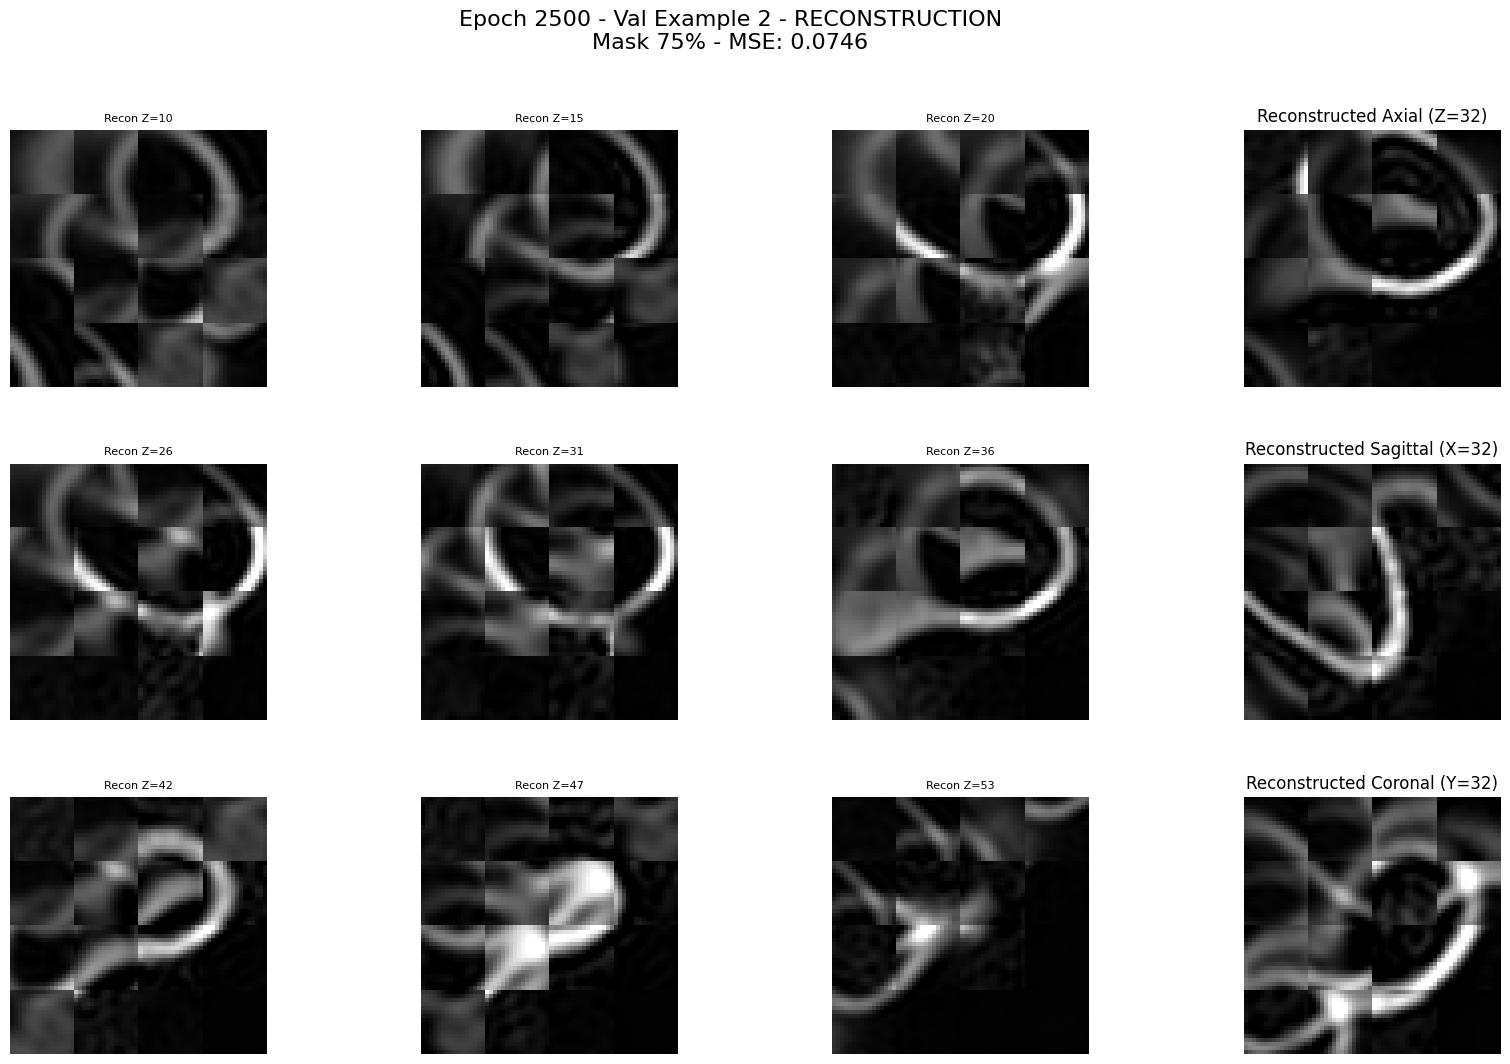 Epoch 2500 - Val Example 2 - RECONSTRUCTION
Mask 75% - MSE: 0.0746
Recon Z=10
Recon Z=15
Recon Z=20
Reconstructed Axial (Z=32)
Recon Z=26
Recon Z=31
Recon Z=36
Reconstructed Sagittal (X=32)
Recon Z=42
Recon Z=47
Recon Z=53
Reconstructed Coronal (Y=32)